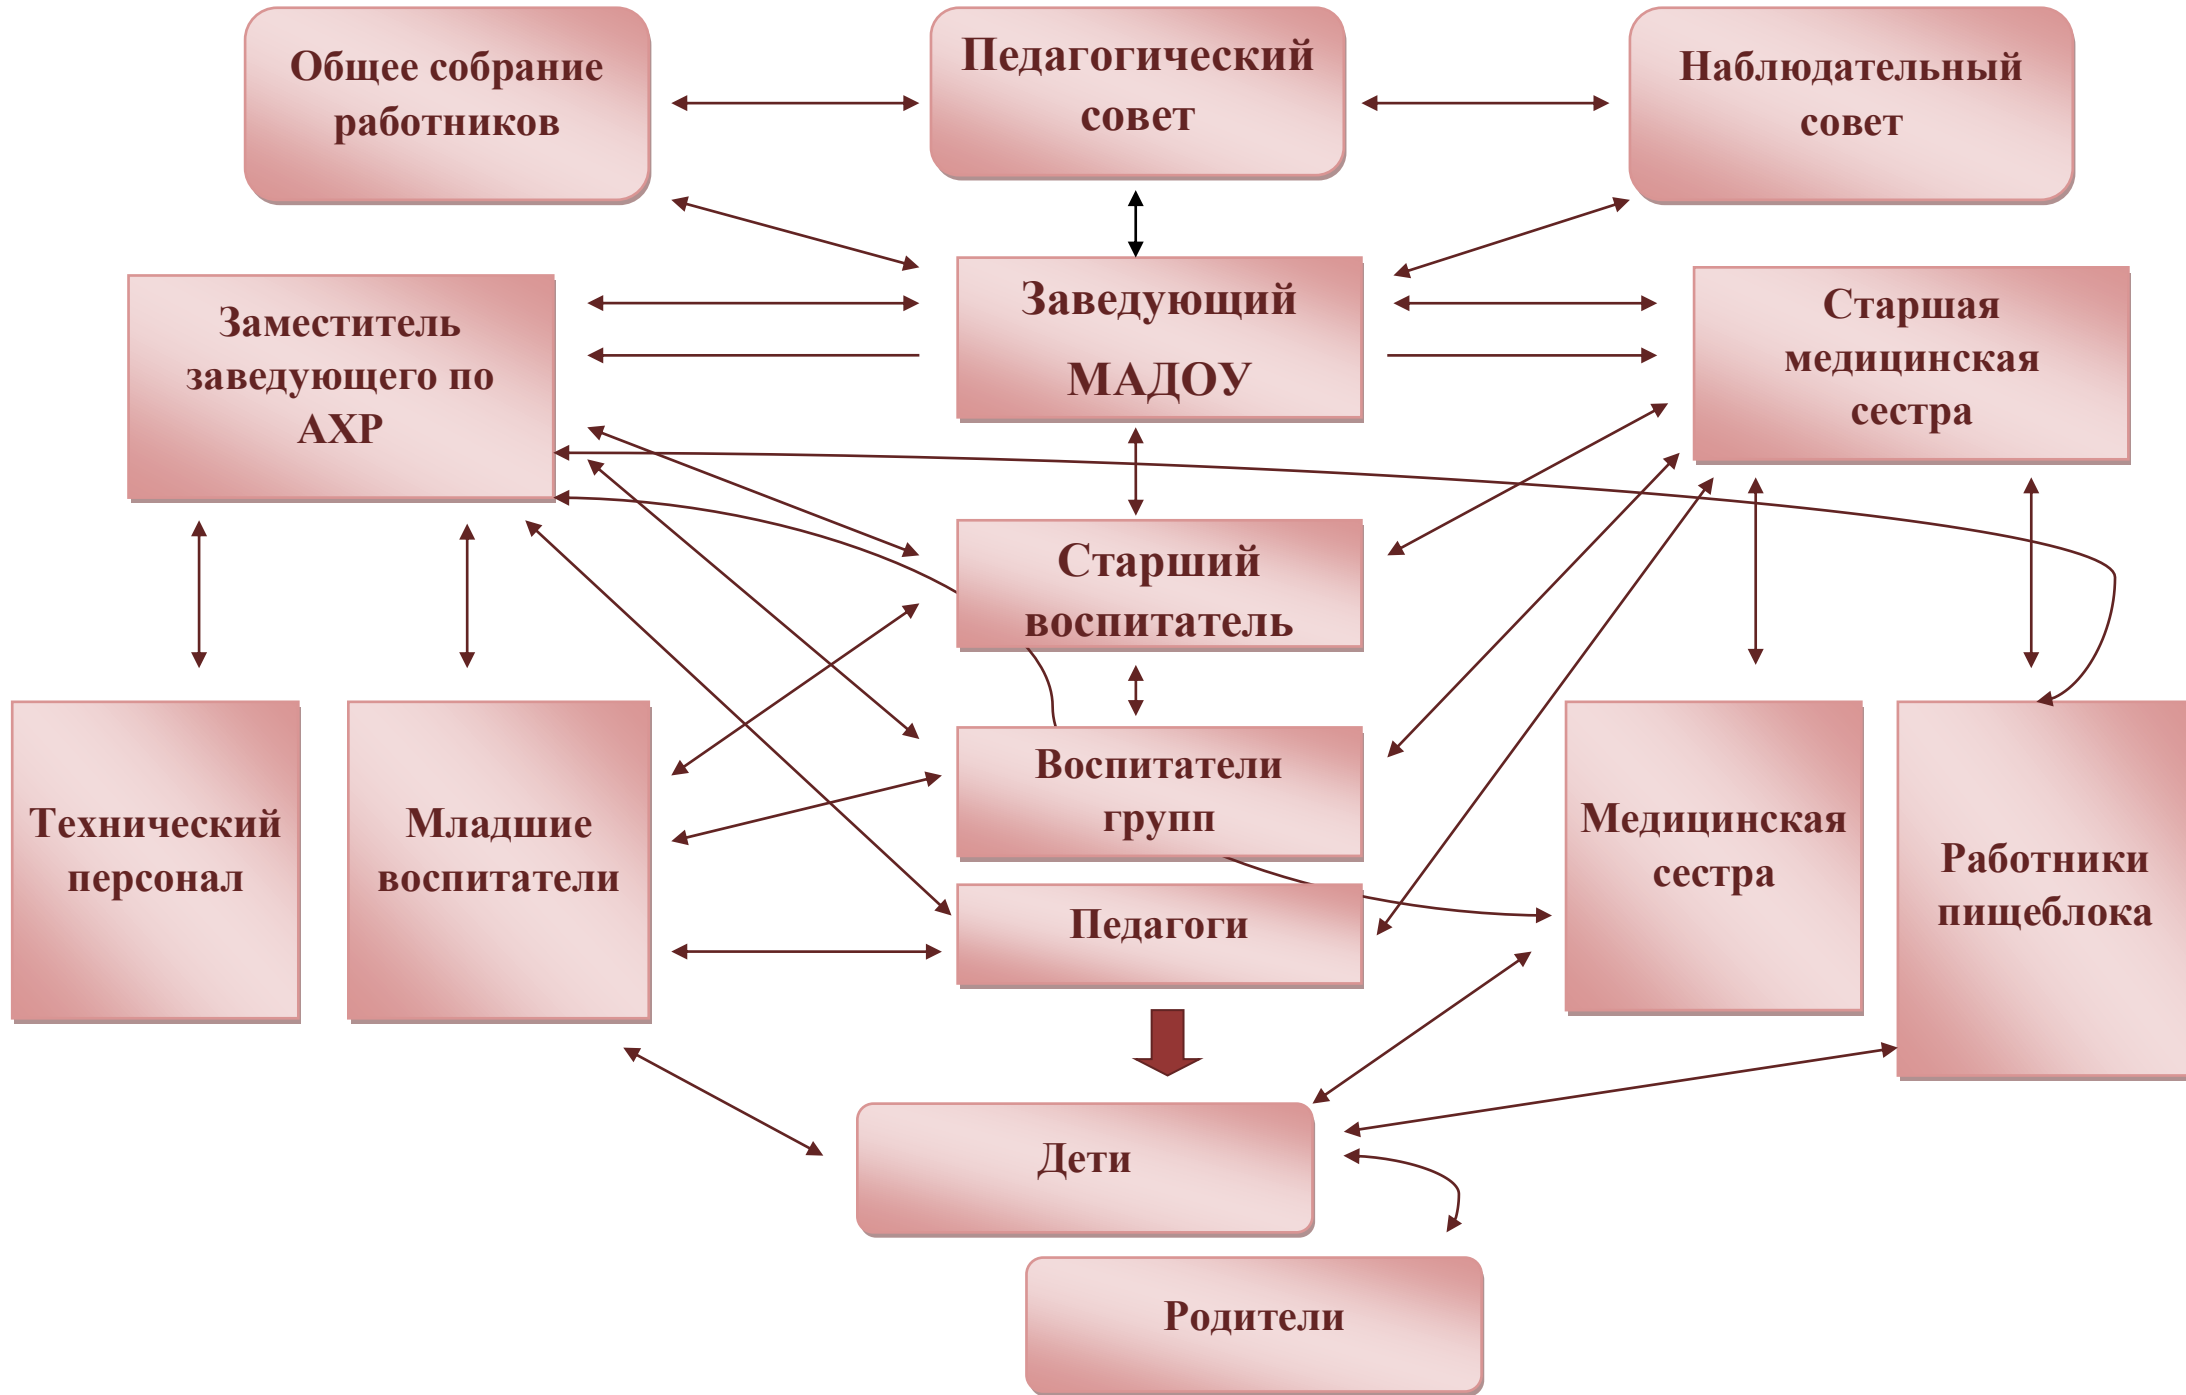 Общее собрание
работников
Педагогический
совет
Наблюдательный
совет
Заместитель
заведующего по
АХР
Заведующий
МАДОУ
Старшая
медицинская
сестра
Старший
воспитатель
Технический
персонал
Младшие
воспитатели
Воспитатели
групп
Педагоги
Медицинская
сестра
Работники
пищеблока
Дети
Родители